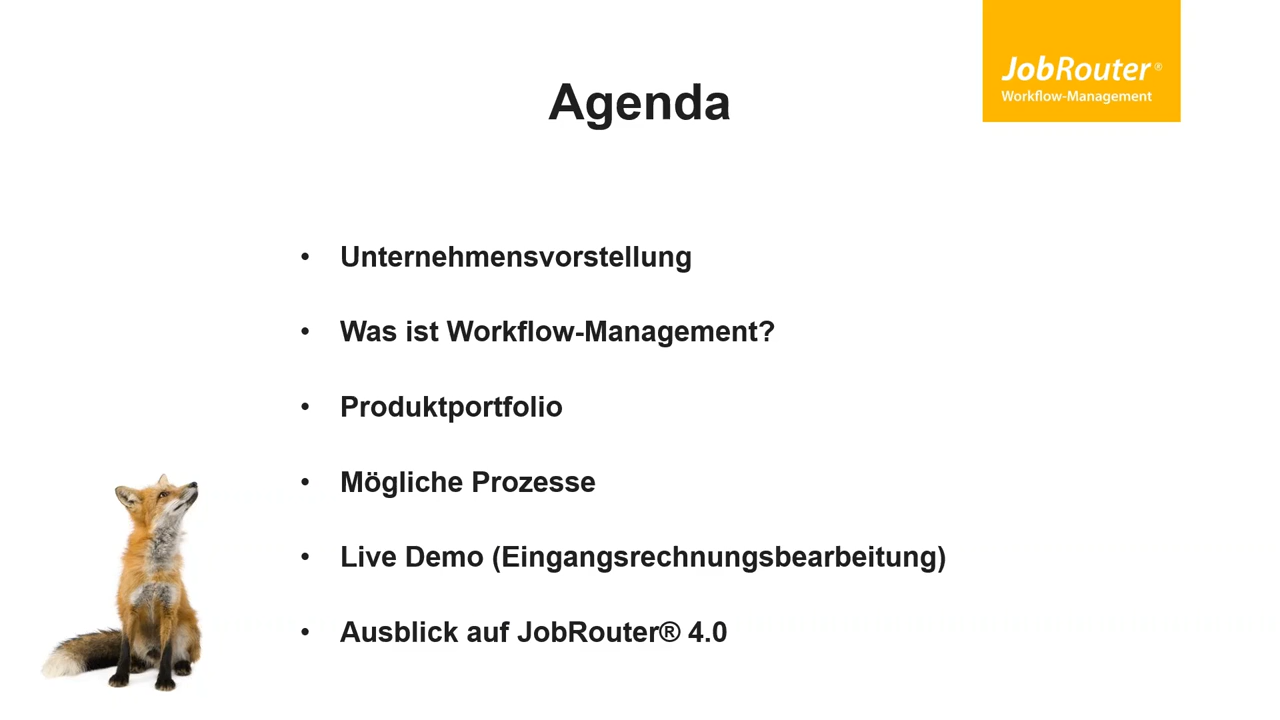 JobRouter®
Workflow-Management
Agenda
• Unternehmensvorstellung
• Was ist Workflow-Management?
• Produktportfolio
• Mögliche Prozesse
• Live Demo (Eingangsrechnungsbearbeitung)
• Ausblick auf JobRouter® 4.0